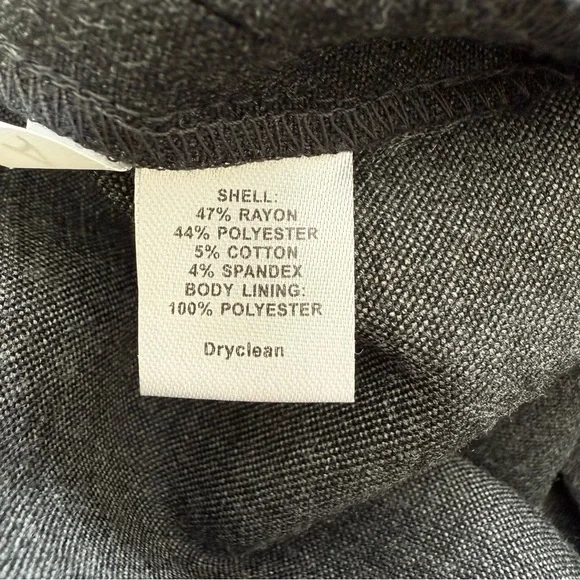 SHELL:
47% RAYON
44% POLYESTER
5% COTTON
4% SPANDEX
BODY LINING:
100% POLYESTER
Dryclean